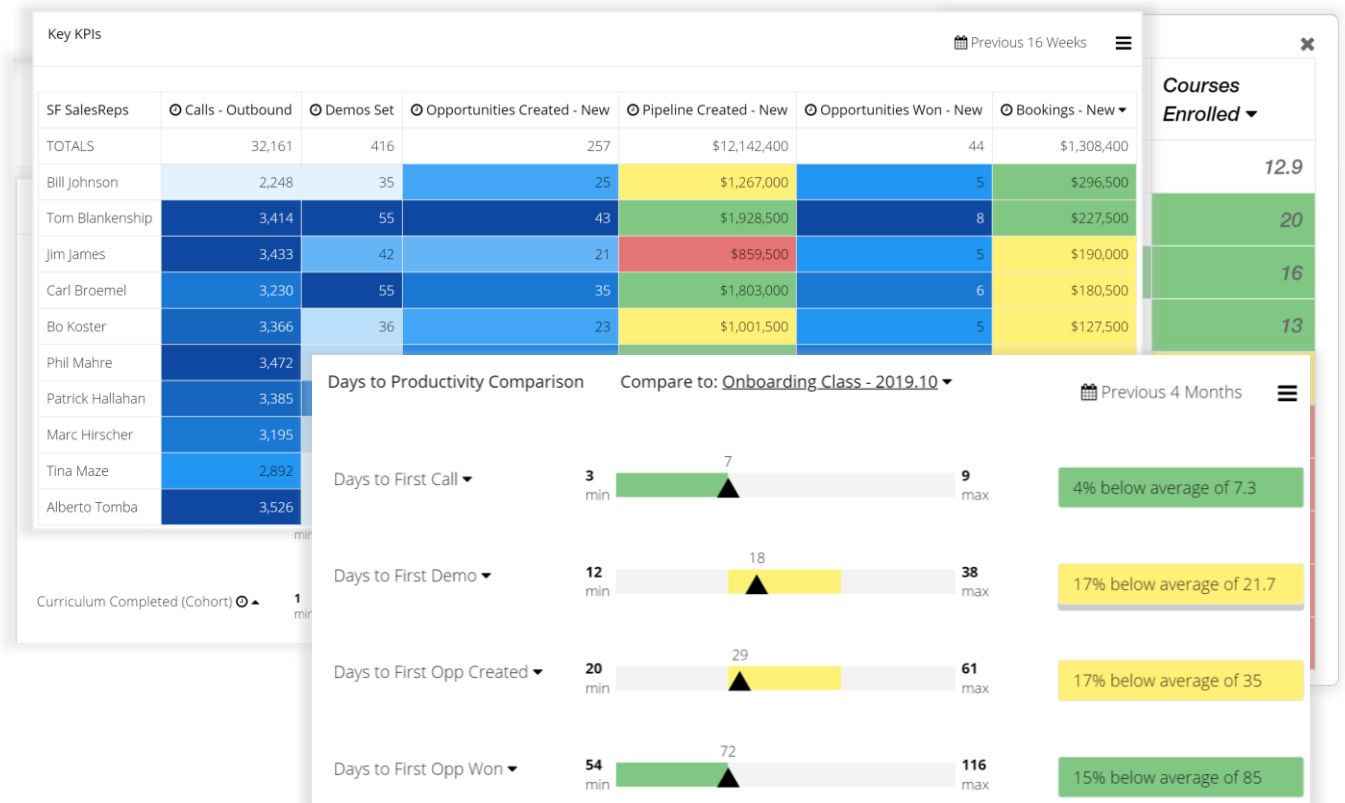 Key KPIs
Previous 16 Weeks
SF SalesReps Calls - Outbound Demos Set Opportunities Created - New Pipeline Created - New Opportunities Won - New Bookings - New
TOTALS 32,161 416 257 $12,142,400 44 $1,308,400
Bill Johnson 2,248 35 25 $1,267,000 5 $296,500
Tom Blankenship 3,414 55 43 $1,928,500 8 $227,500
Jim James 3,433 42 21 $859,500 5 $190,000
Carl Broemel 3,230 55 35 $1,803,000 6 $180,500
Bo Koster 3,366 36 23 $1,001,500 5 $127,500
Phil Mahre 3,472
Patrick Hallahan 3,385
Marc Hirscher 3,195
Tina Maze 2,892
Alberto Tomba 3,526
Courses
Enrolled
12.9
20
16
13
Curriculum Completed (Cohort) 1
Days to Productivity Comparison Compare to: Onboarding Class - 2019.10 Previous 4 Months
7
Days to First Call 3 9 4% below average of 7.3
min max
18
Days to First Demo 12 38 17% below average of 21.7
min max
29
Days to First Opp Created 20 61 17% below average of 35
min max
72
Days to First Opp Won 54 116 15% below average of 85
min max